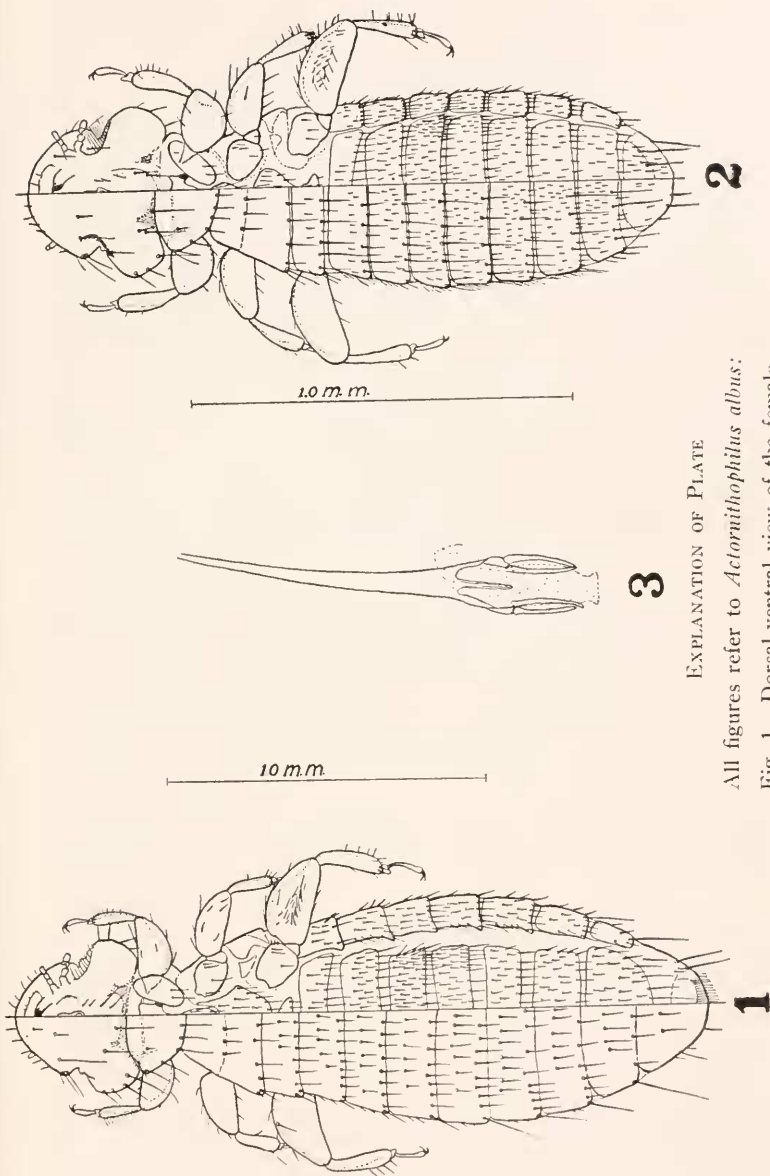 2
1.0 m.m.
3
EXPLANATION OF PLATE
All figures refer to Actornithophilus albus:
Fig. 1. Dorsal-ventral view of the female
10 m.m.
1